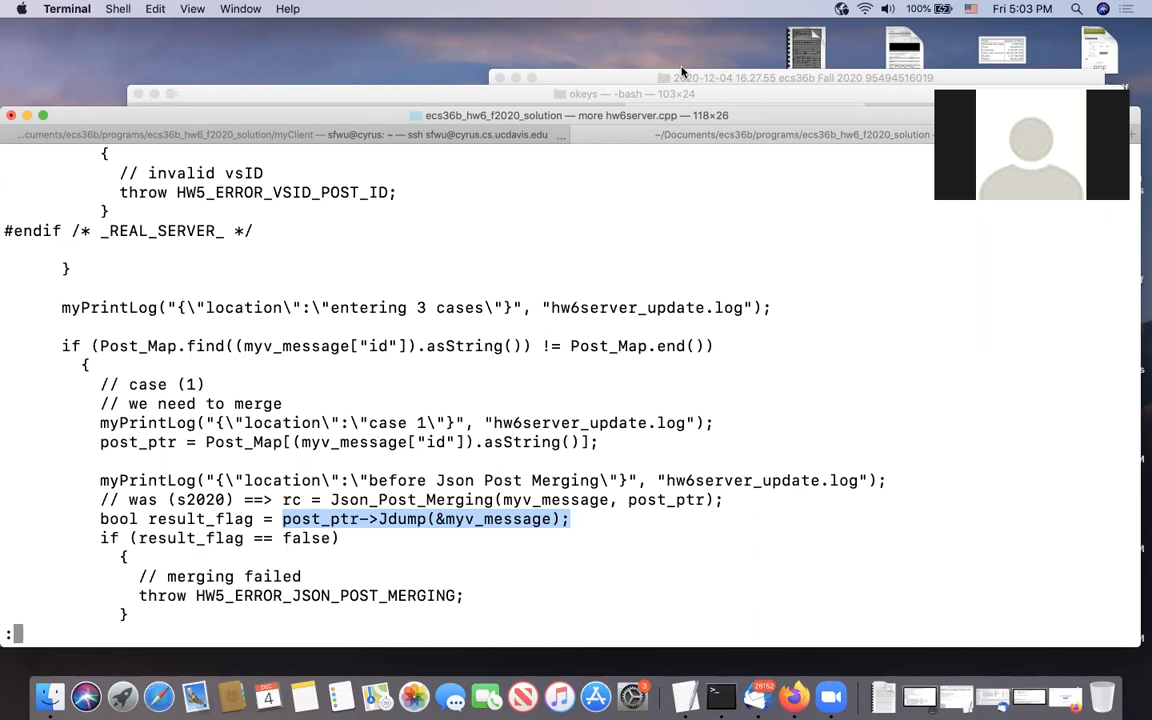 Terminal Shell Edit View Window Help 100% Fri 5:03 PM
2020-12-04 16.27.55 ecs36b Fall 2020 95494516019
okeys — -bash — 103×24
ecs36b_hw6_f2020_solution — more hw6server.cpp — 118×26
...cuments/ecs36b/programs/ecs36b_hw6_f2020_solution/myClient — sfwu@cyrus: ~ — ssh sfwu@cyrus.cs.ucdavis.edu ... ~/Documents/ecs36b/programs/ecs36b_hw6_f2020_solution —
{
// invalid vsID
throw HW5_ERROR_VSID_POST_ID;
}
#endif /* _REAL_SERVER_ */
}
myPrintLog("{\"location\":\"entering 3 cases\"}", "hw6server_update.log");
if (Post_Map.find((myv_message["id"]).asString()) != Post_Map.end())
{
// case (1)
// we need to merge
myPrintLog("{\"location\":\"case 1\"}", "hw6server_update.log");
post_ptr = Post_Map[(myv_message["id"]).asString()];
myPrintLog("{\"location\":\"before Json Post Merging\"}", "hw6server_update.log");
// was (s2020) ==> rc = Json_Post_Merging(myv_message, post_ptr);
bool result_flag = post_ptr->Jdump(&myv_message);
if (result_flag == false)
{
// merging failed
throw HW5_ERROR_JSON_POST_MERGING;
}
:
DEC
4
3